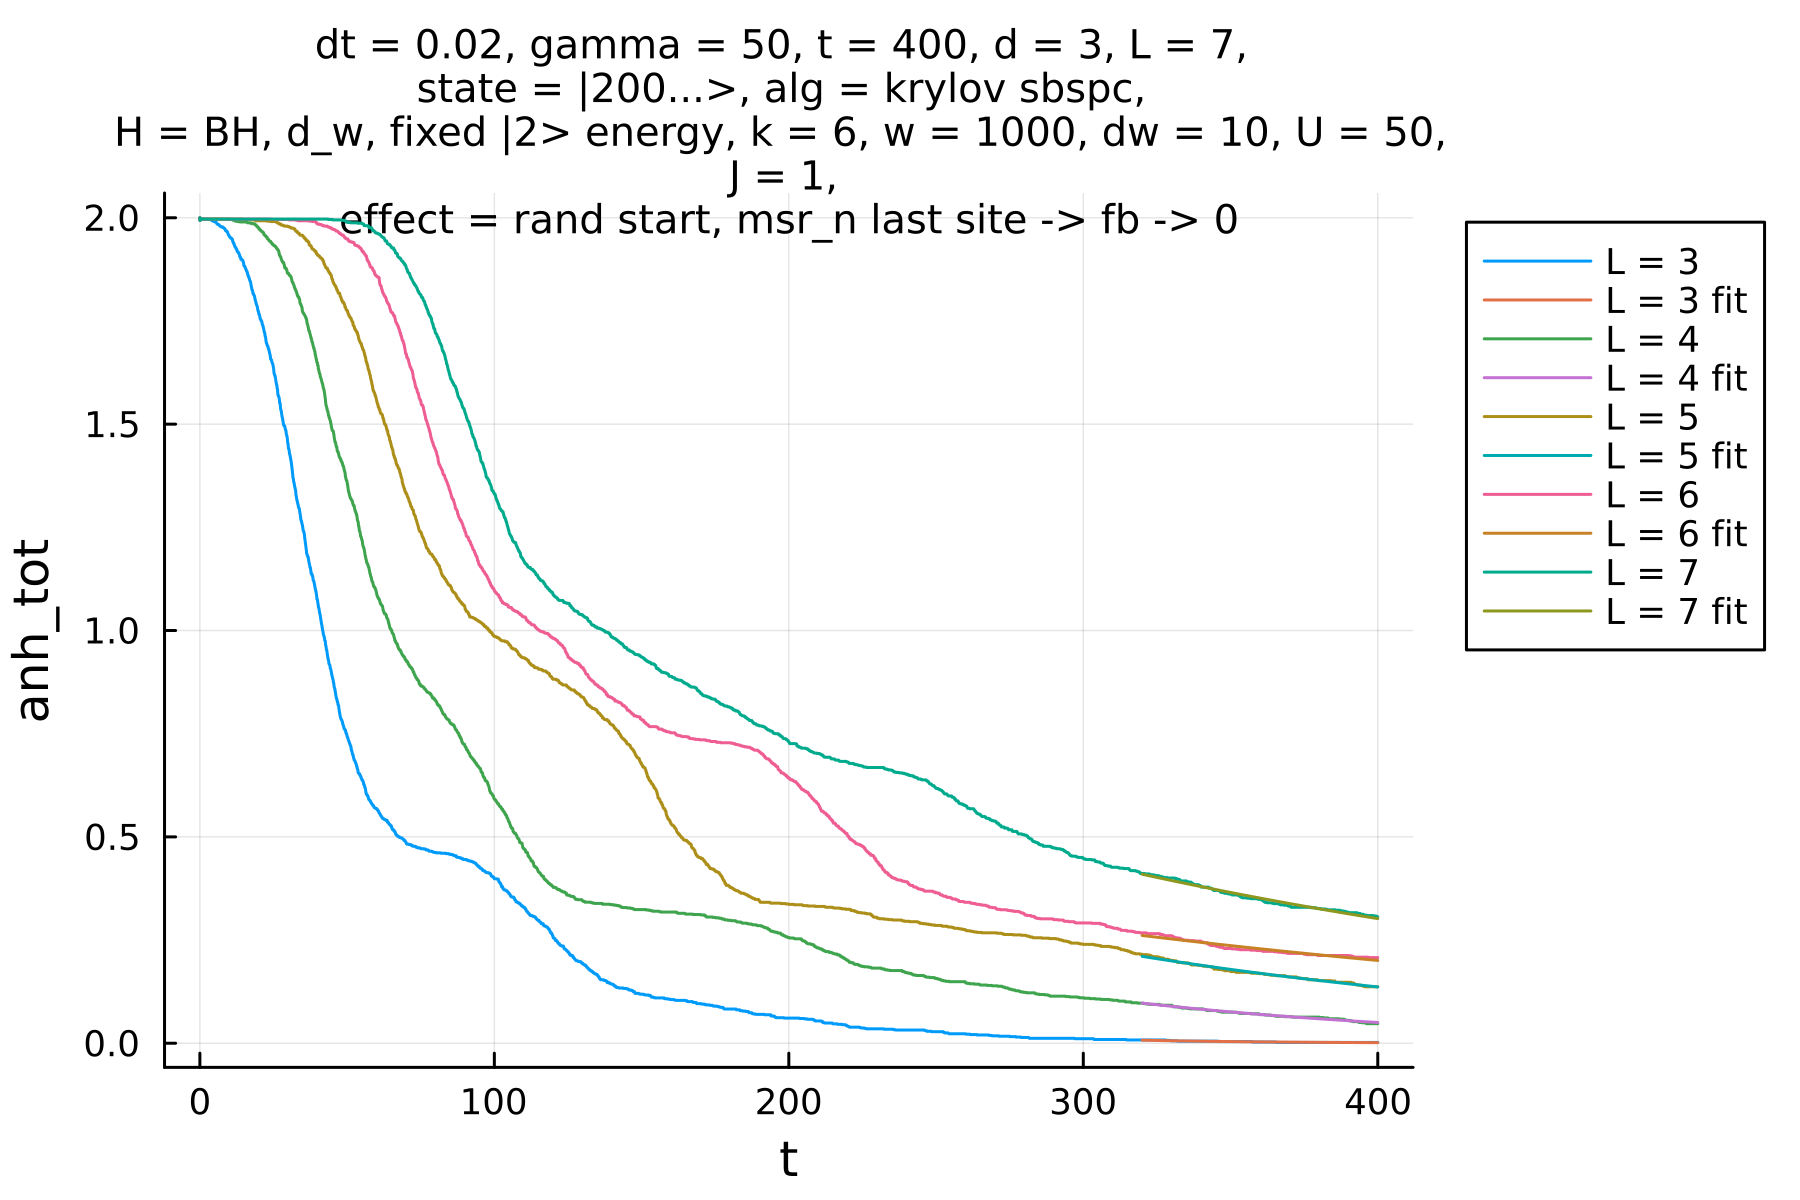 dt = 0.02, gamma = 50, t = 400, d = 3, L = 7,
state = |200...>, alg = krylov sbspc,
H = BH, d_w, fixed |2> energy, k = 6, w = 1000, dw = 10, U = 50,
J = 1,
effect = rand start, msr_n last site -> fb -> 0
2.0
1.5
1.0
0.5
0.0
anh_tot
0
100
200
300
400
t
L = 3
L = 3 fit
L = 4
L = 4 fit
L = 5
L = 5 fit
L = 6
L = 6 fit
L = 7
L = 7 fit